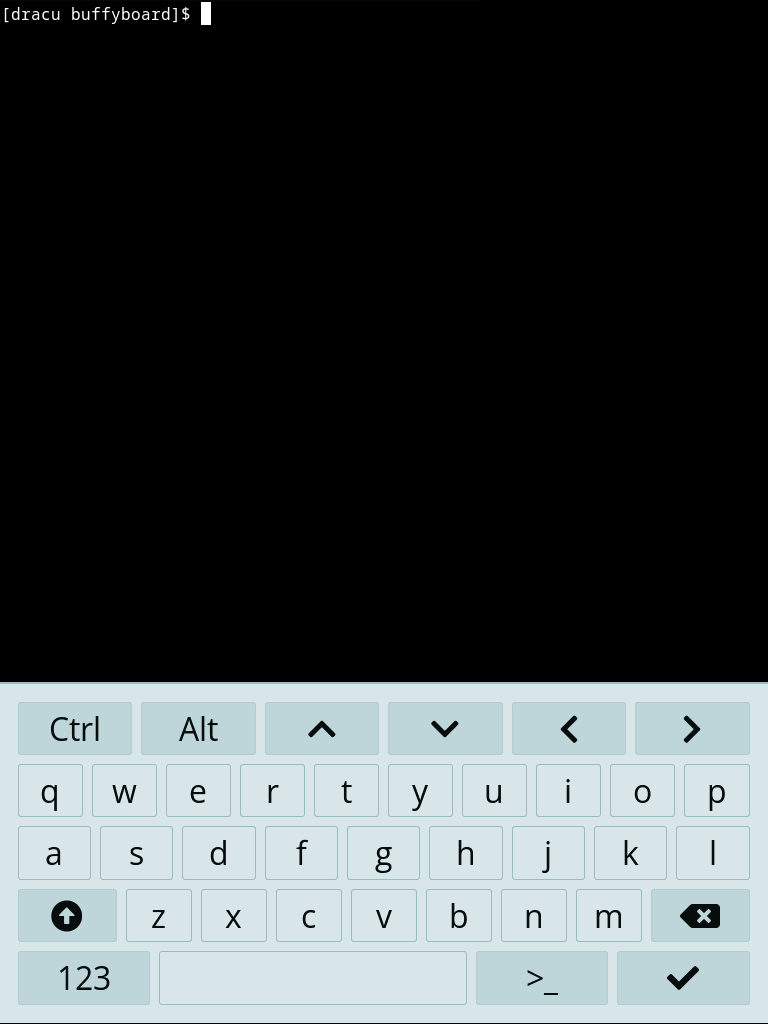 [dracu buffyboard]$
Ctrl Alt
q w e r t y u i o p
a s d f g h j k l
z x c v b n m
123 >_